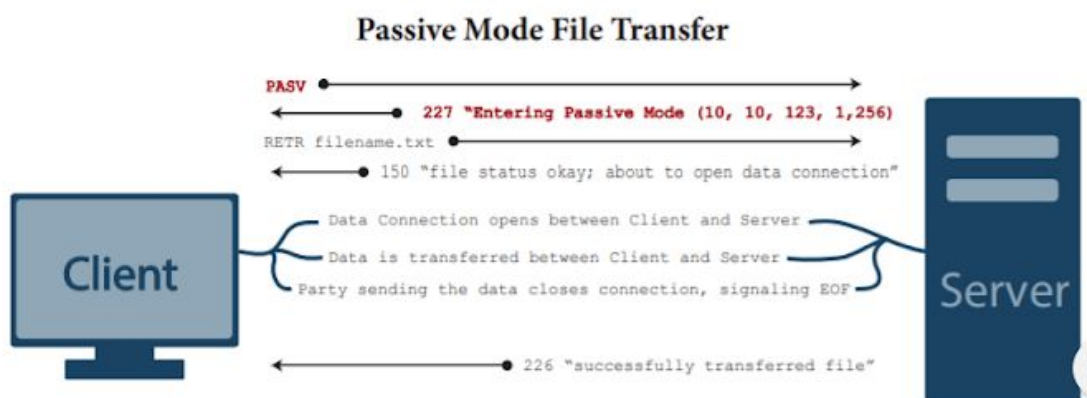 Passive Mode File Transfer
PASV
227 "Entering Passive Mode (10, 10, 123, 1,256)
RETR filename.txt
150 "file status okay; about to open data connection"
Data Connection opens between Client and Server
Data is transferred between Client and Server
Party sending the data closes connection, signaling EOF
226 "successfully transferred file"
Client
Server